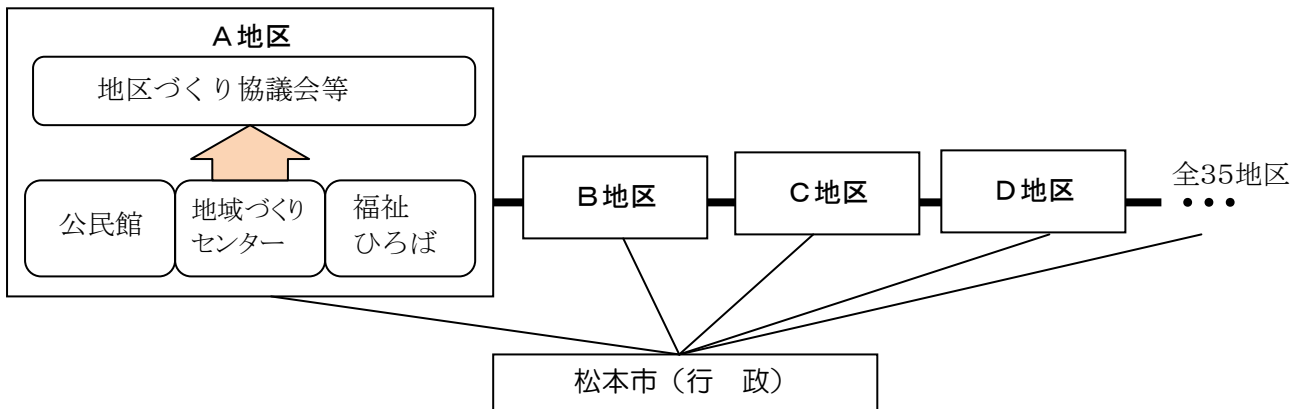 A地区
地区づくり協議会等
公民館
地域づくり
センター
福祉
ひろば
B地区
C地区
D地区
全35地区
•••
松本市（行　政）